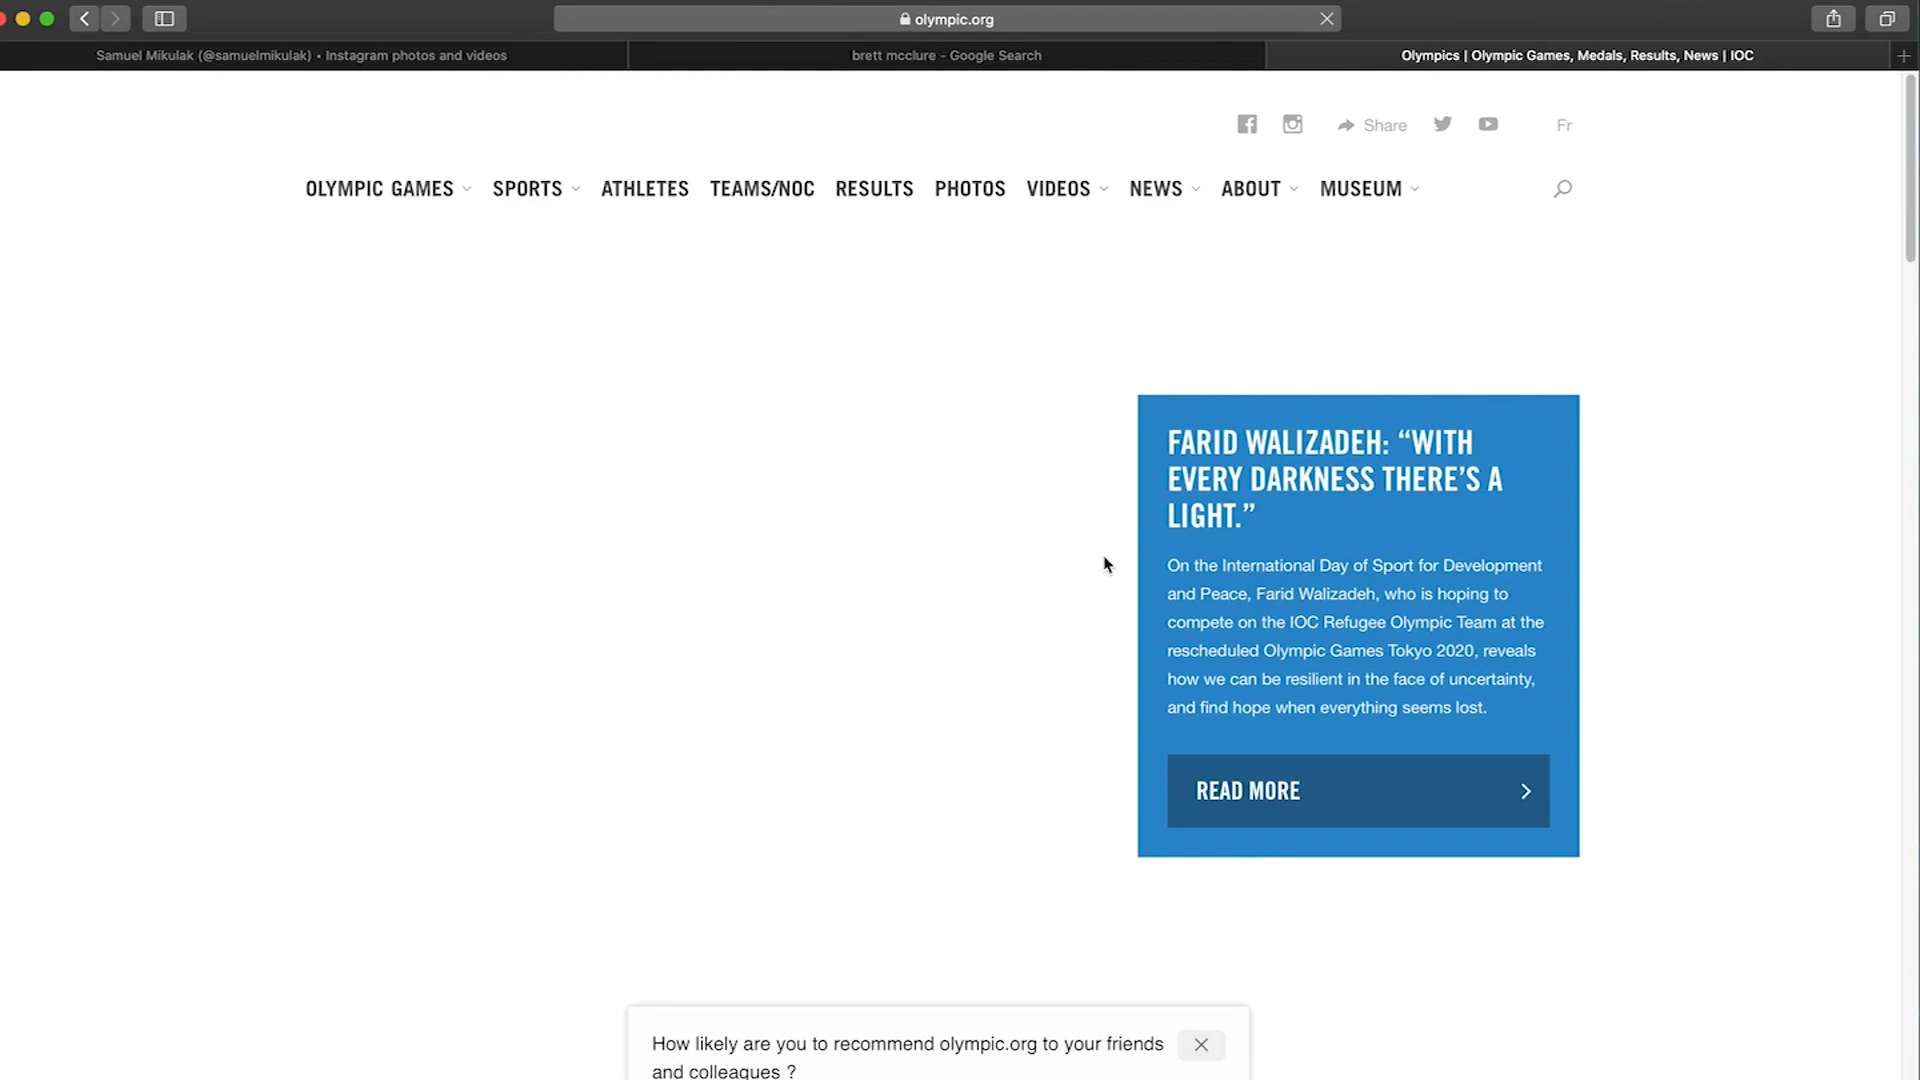 olympic.org
Samuel Mikulak (@samuelmikulak) • Instagram photos and videos
brett mcclure - Google Search
Olympics | Olympic Games, Medals, Results, News | IOC
Share
Fr
OLYMPIC GAMES
SPORTS
ATHLETES
TEAMS/NOC
RESULTS
PHOTOS
VIDEOS
NEWS
ABOUT
MUSEUM
FARID WALIZADEH: “WITH
EVERY DARKNESS THERE’S A
LIGHT.”
On the International Day of Sport for Development
and Peace, Farid Walizadeh, who is hoping to
compete on the IOC Refugee Olympic Team at the
rescheduled Olympic Games Tokyo 2020, reveals
how we can be resilient in the face of uncertainty,
and find hope when everything seems lost.
READ MORE
How likely are you to recommend olympic.org to your friends
and colleagues ?